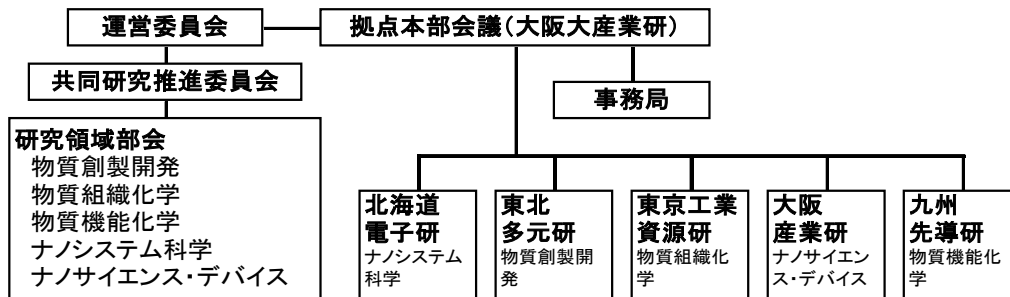 運営委員会
拠点本部会議(大阪大産業研)
共同研究推進委員会
事務局
研究領域部会
物質創製開発
物質組織化学
物質機能化学
ナノシステム科学
ナノサイエンス・デバイス
北海道
電子研
ナノシステム
科学
東北
多元研
物質創製開
発
東京工業
資源研
物質組織化
学
大阪
産業研
ナノサイエン
ス・デバイス
九州
先導研
物質機能化
学